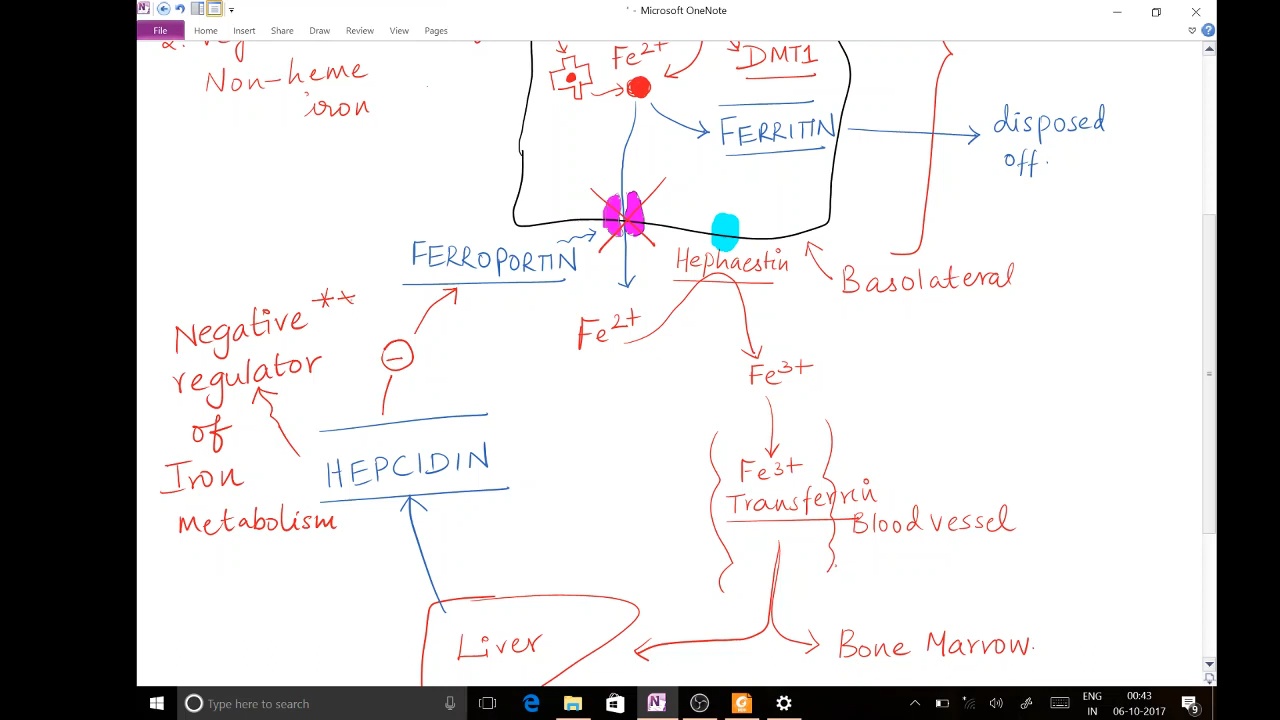 ' - Microsoft OneNote
File Home Insert Share Draw Review View Pages
2.
Non-heme
iron
Fe2+
DMT1
FERRITIN
disposed
off.
FERROPORTIN
Hephaestin
Basolateral
Negative **
regulator
of
Iron
metabolism
Fe2+
Fe3+
HEPCIDIN
Fe3+
Transferrin
Blood vessel
Liver
Bone Marrow.
Type here to search
ENG
IN
00:43
06-10-2017
9